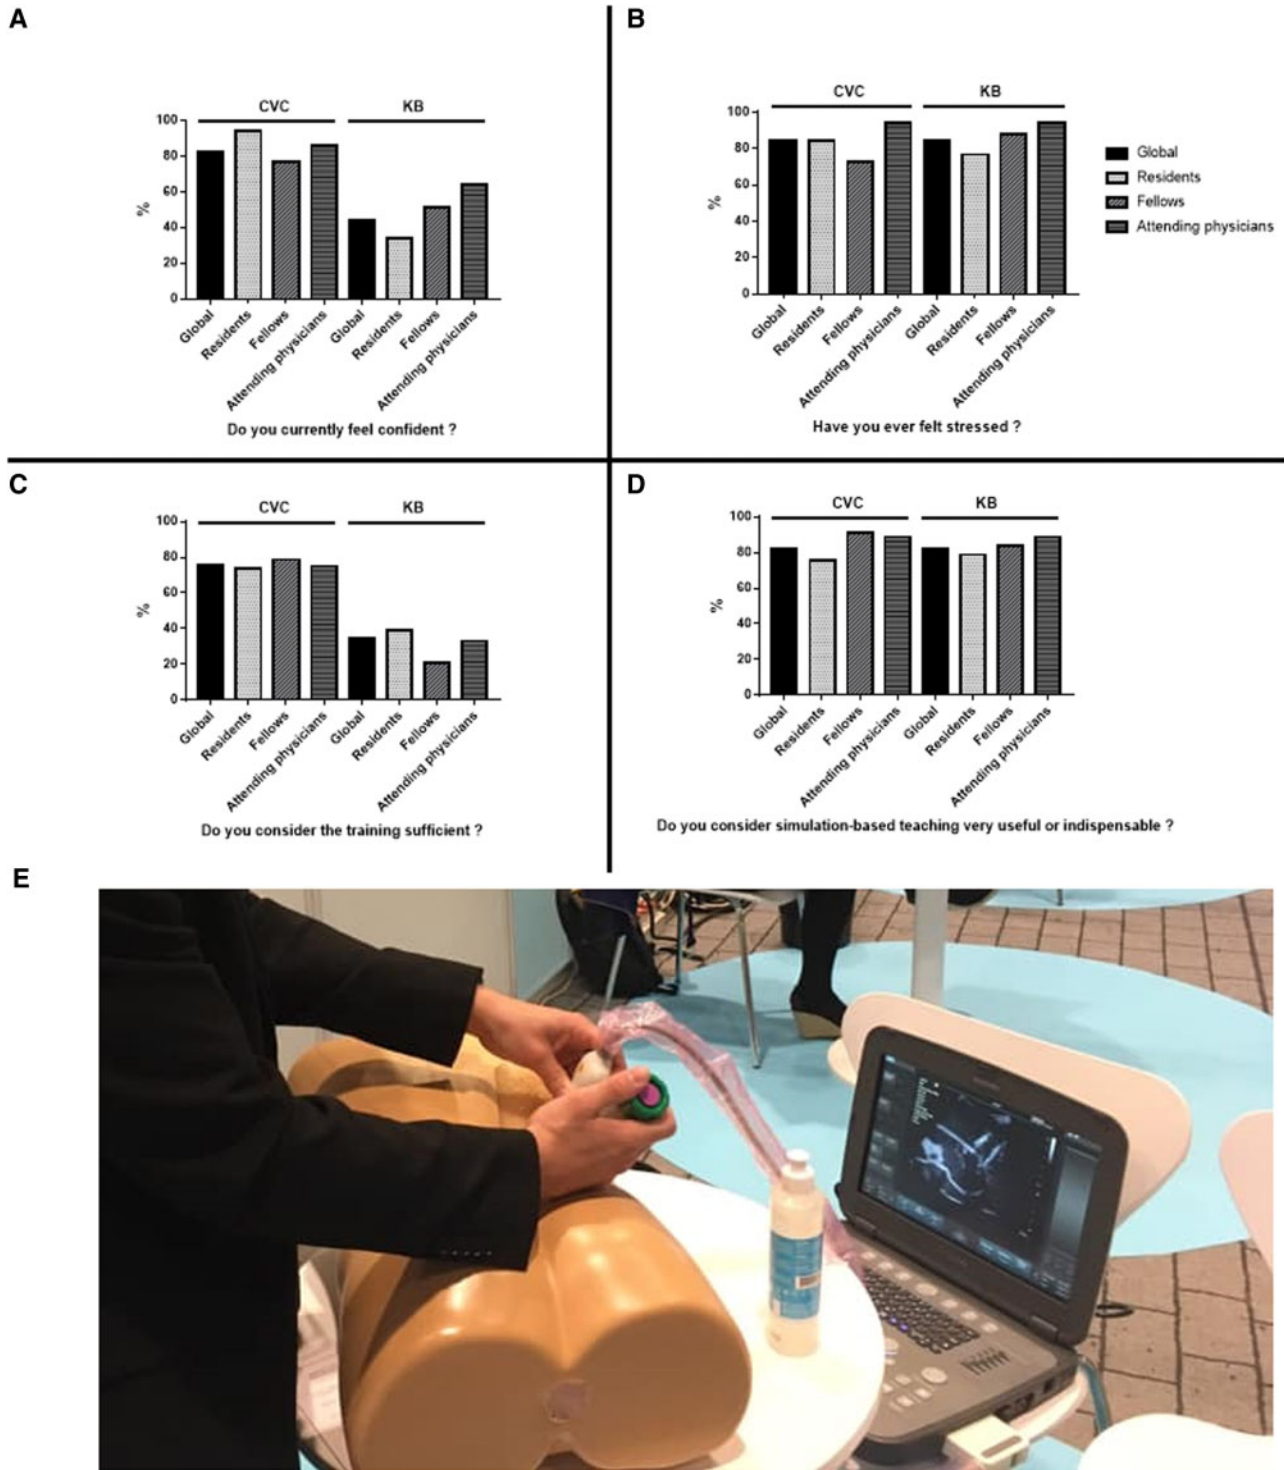 A
CVC KB
100
80
60
40
20
0
%
Global Residents Fellows Attending physicians Global Residents Fellows Attending physicians
Do you currently feel confident ?
B
CVC KB
100
80
60
40
20
0
%
Global Residents Fellows Attending physicians Global Residents Fellows Attending physicians
Have you ever felt stressed ?
Global
Residents
Fellows
Attending physicians
C
CVC KB
100
80
60
40
20
0
%
Global Residents Fellows Attending physicians Global Residents Fellows Attending physicians
Do you consider the training sufficient ?
D
CVC KB
100
80
60
40
20
0
%
Global Residents Fellows Attending physicians Global Residents Fellows Attending physicians
Do you consider simulation-based teaching very useful or indispensable ?
E